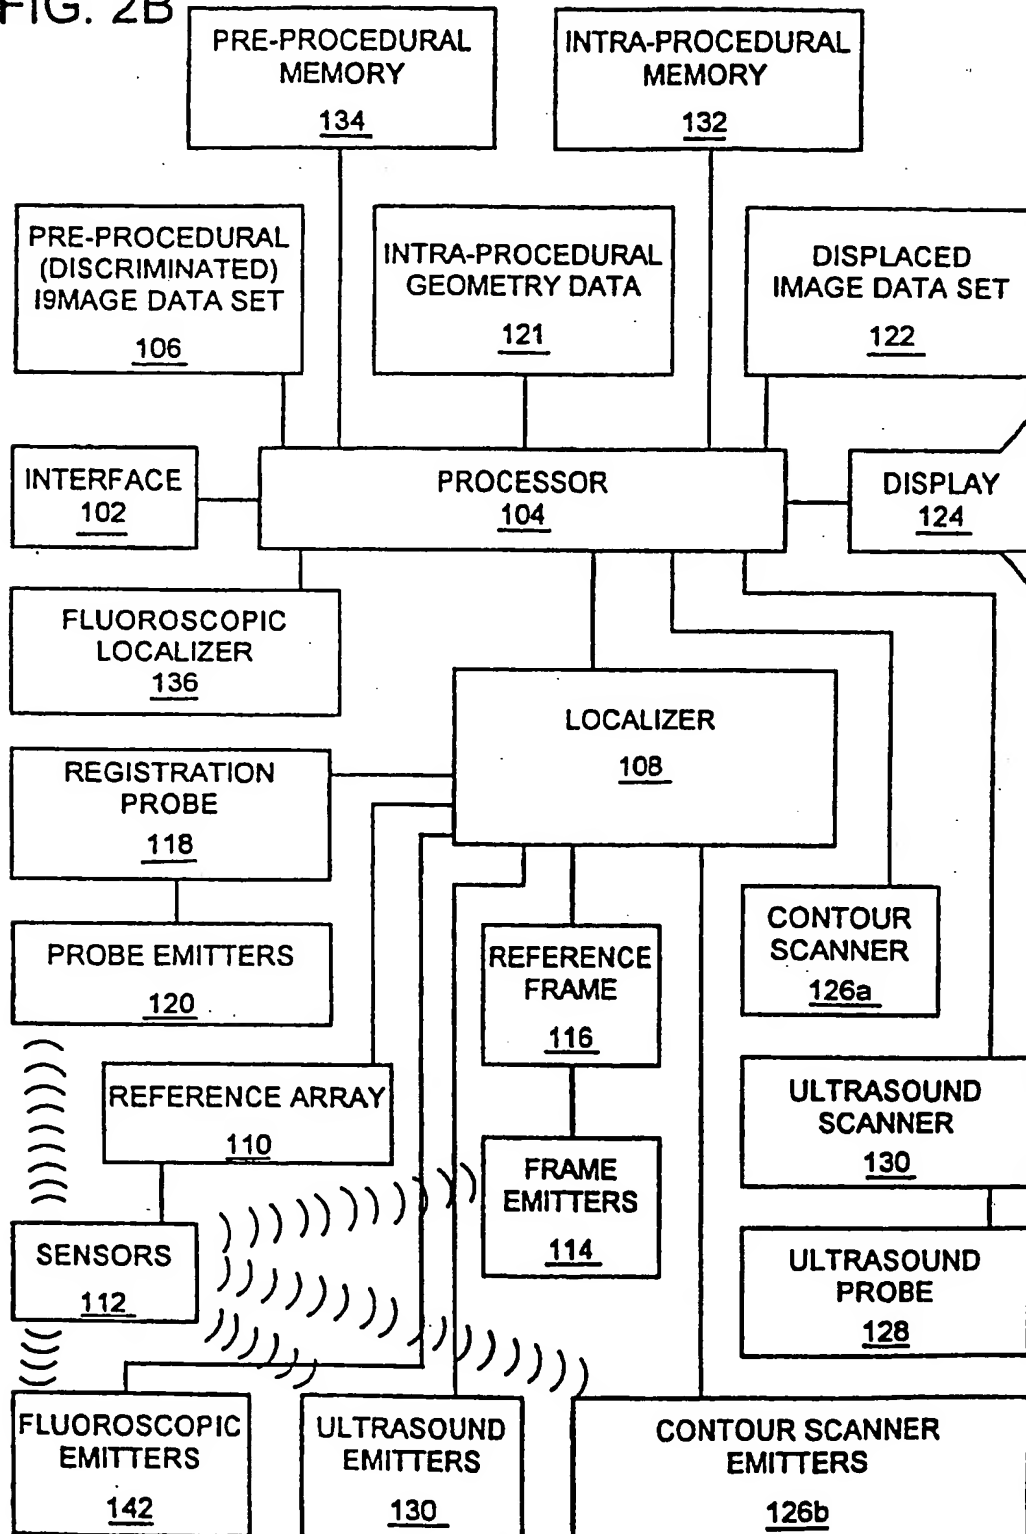 FIG. 2B
PRE-PROCEDURAL
MEMORY
134
INTRA-PROCEDURAL
MEMORY
132
PRE-PROCEDURAL
(DISCRIMINATED)
I9MAGE DATA SET
106
INTRA-PROCEDURAL
GEOMETRY DATA
121
DISPLACED
IMAGE DATA SET
122
INTERFACE
102
PROCESSOR
104
DISPLAY
124
FLUOROSCOPIC
LOCALIZER
136
LOCALIZER
108
REGISTRATION
PROBE
118
PROBE EMITTERS
120
REFERENCE
FRAME
116
CONTOUR
SCANNER
126a
REFERENCE ARRAY
110
ULTRASOUND
SCANNER
130
FRAME
EMITTERS
114
SENSORS
112
ULTRASOUND
PROBE
128
FLUOROSCOPIC
EMITTERS
142
ULTRASOUND
EMITTERS
130
CONTOUR SCANNER
EMITTERS
126b